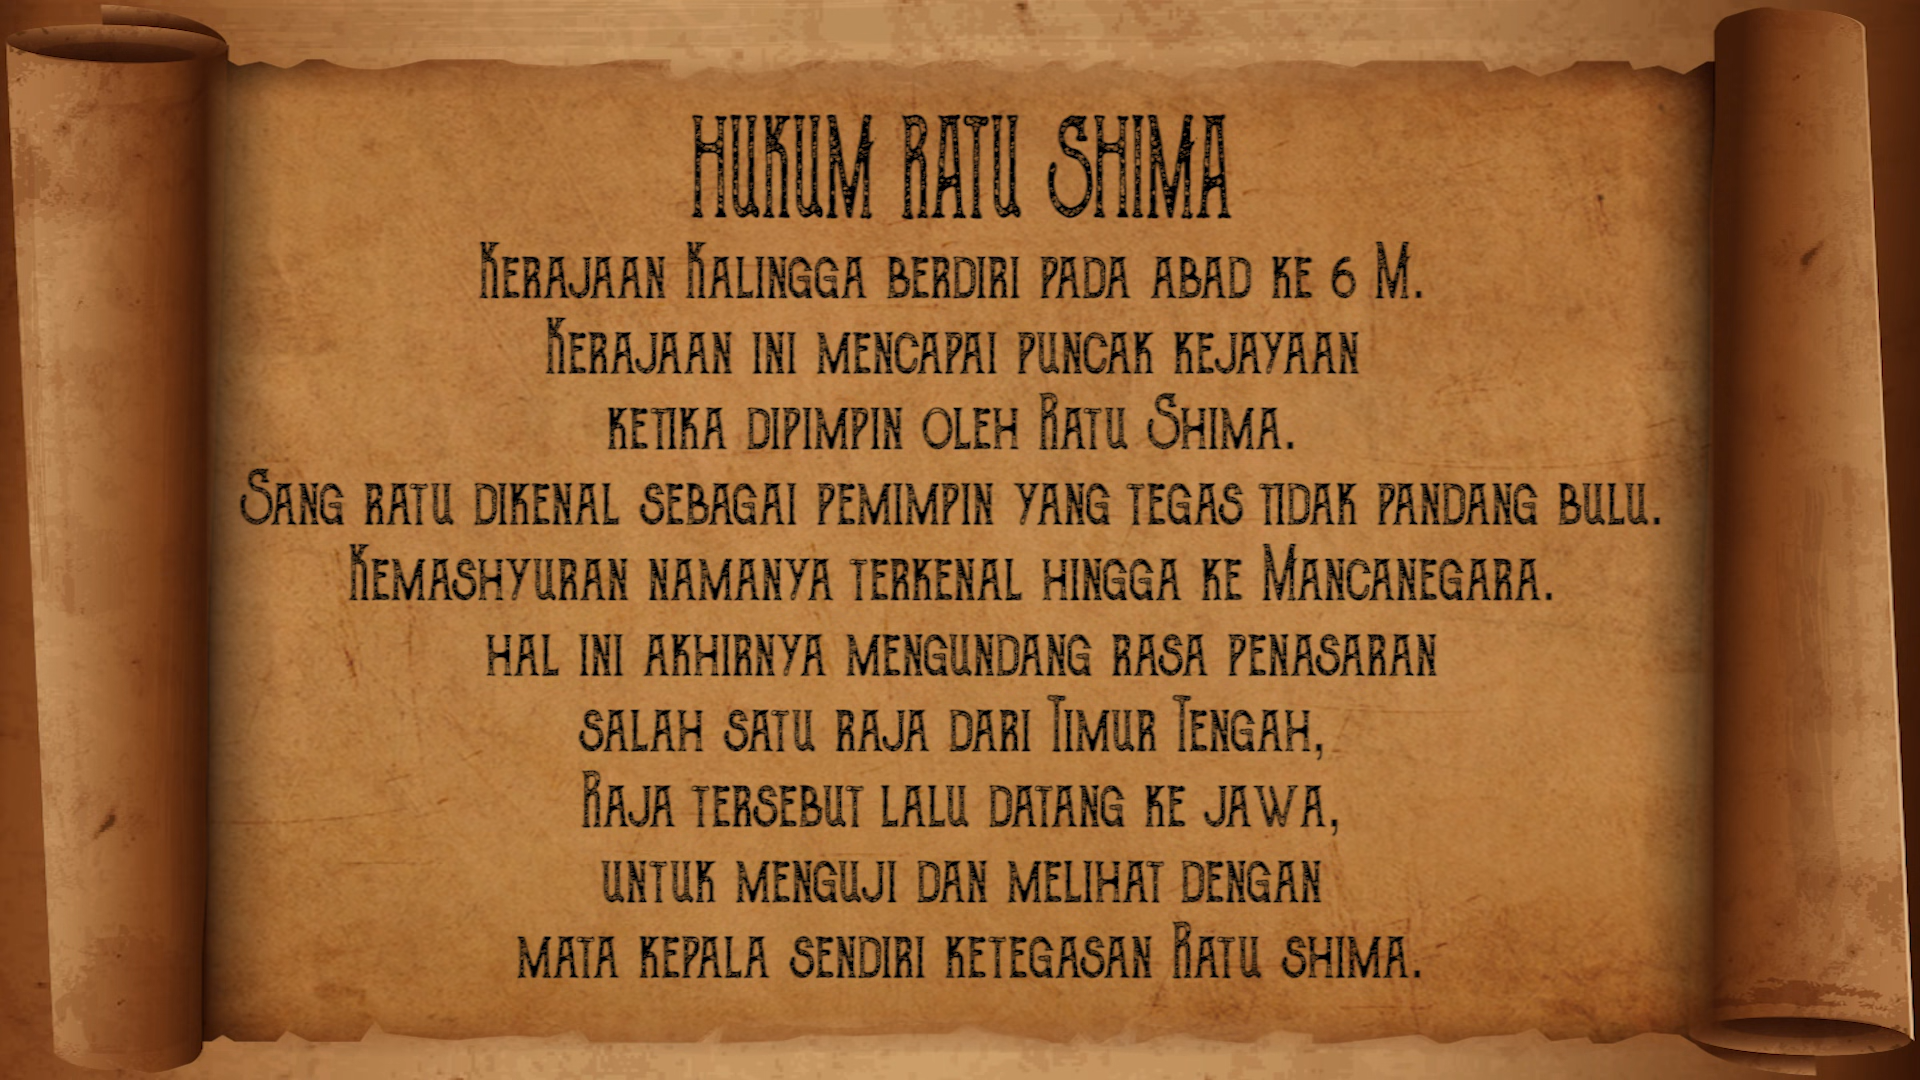 HUKUM RATU SHIMA
Kerajaan Kalingga berdiri pada abad ke 6 M.
Kerajaan ini mencapai puncak kejayaan
ketika dipimpin oleh Ratu Shima.
Sang ratu dikenal sebagai pemimpin yang tegas tidak pandang bulu.
Kemashyuran namanya terkenal hingga ke Mancanegara.
hal ini akhirnya mengundang rasa penasaran
salah satu raja dari Timur Tengah,
Raja tersebut lalu datang ke jawa,
untuk menguji dan melihat dengan
mata kepala sendiri ketegasan Ratu shima.